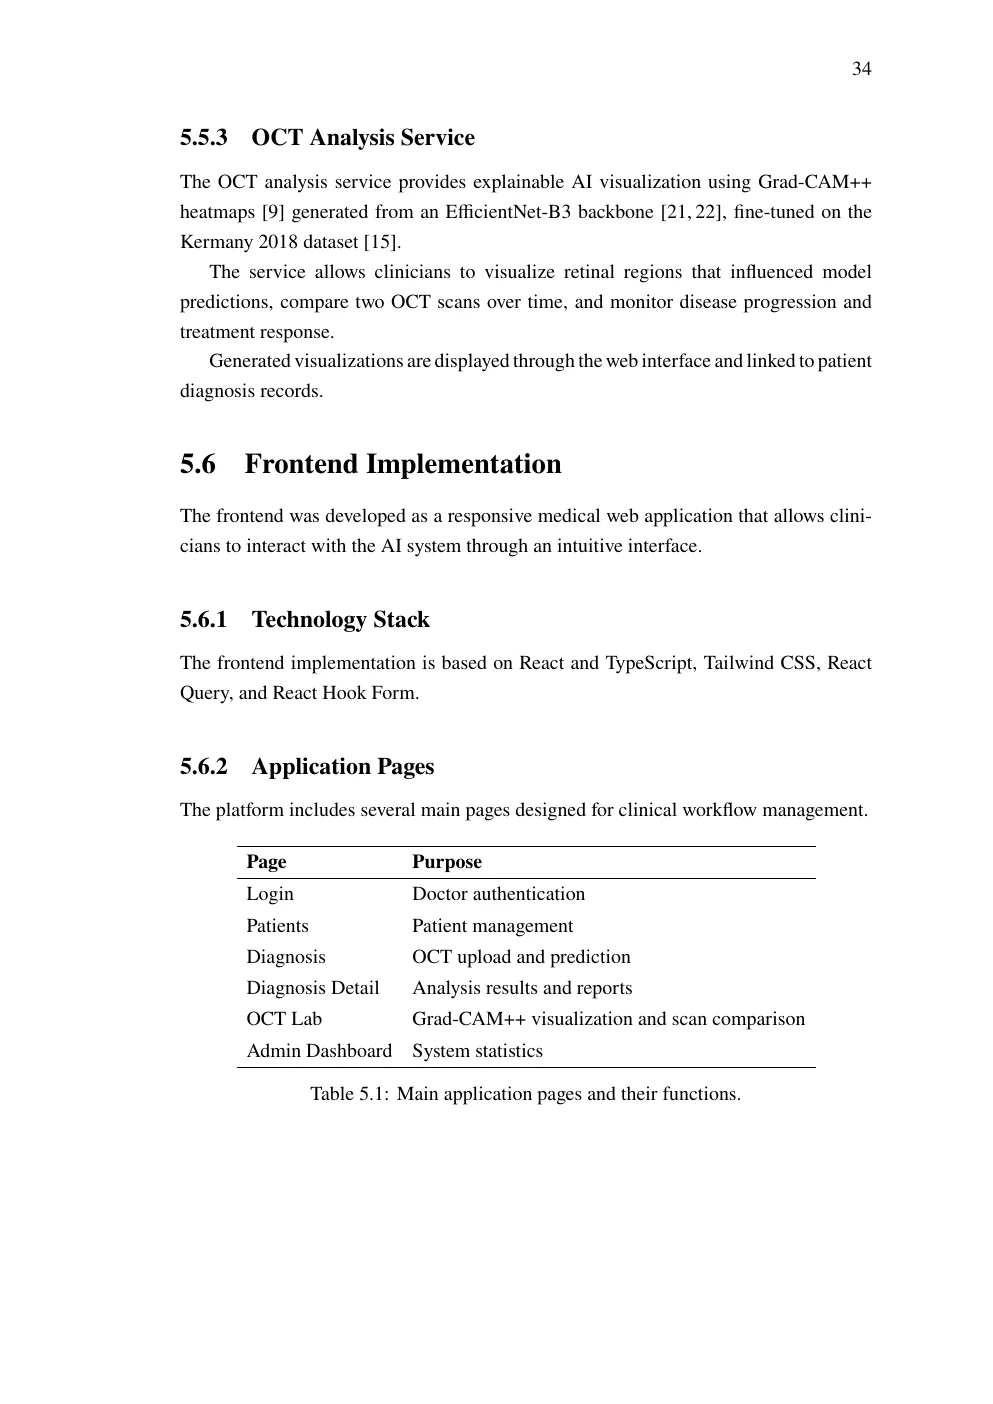 34
5.5.3 OCT Analysis Service
The OCT analysis service provides explainable AI visualization using Grad-CAM++
heatmaps [9] generated from an EfficientNet-B3 backbone [21, 22], fine-tuned on the
Kermany 2018 dataset [15].
The service allows clinicians to visualize retinal regions that influenced model
predictions, compare two OCT scans over time, and monitor disease progression and
treatment response.
Generated visualizations are displayed through the web interface and linked to patient
diagnosis records.
5.6 Frontend Implementation
The frontend was developed as a responsive medical web application that allows clini-
cians to interact with the AI system through an intuitive interface.
5.6.1 Technology Stack
The frontend implementation is based on React and TypeScript, Tailwind CSS, React
Query, and React Hook Form.
5.6.2 Application Pages
The platform includes several main pages designed for clinical workflow management.
Page Purpose
Login Doctor authentication
Patients Patient management
Diagnosis OCT upload and prediction
Diagnosis Detail Analysis results and reports
OCT Lab Grad-CAM++ visualization and scan comparison
Admin Dashboard System statistics
Table 5.1: Main application pages and their functions.